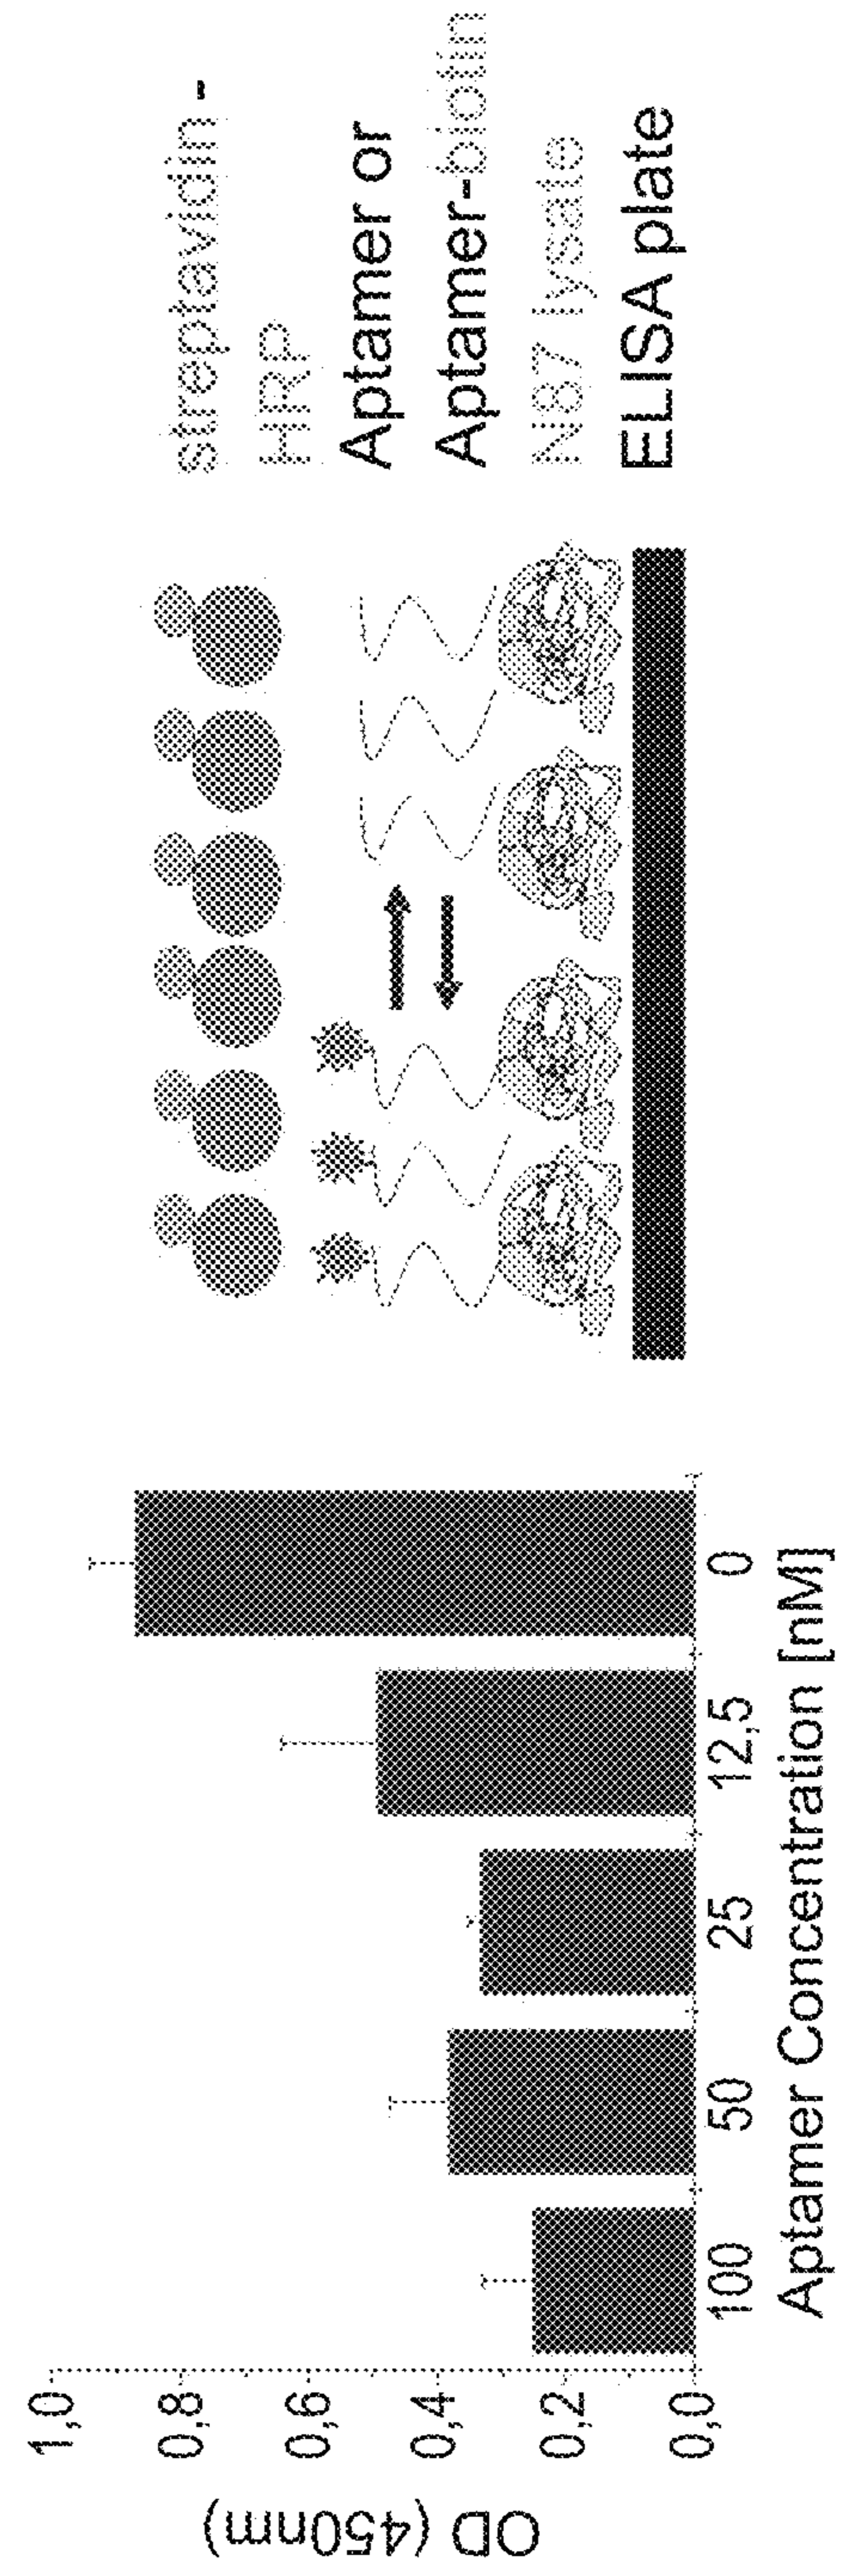 OD (450nm)
1,0
0,8
0,6
0,4
0,2
0,0
100 50 25 12,5 0
Aptamer Concentration [nM]
streptavidin -
HRP
Aptamer or
Aptamer-biotin
N87 lysate
ELISA plate